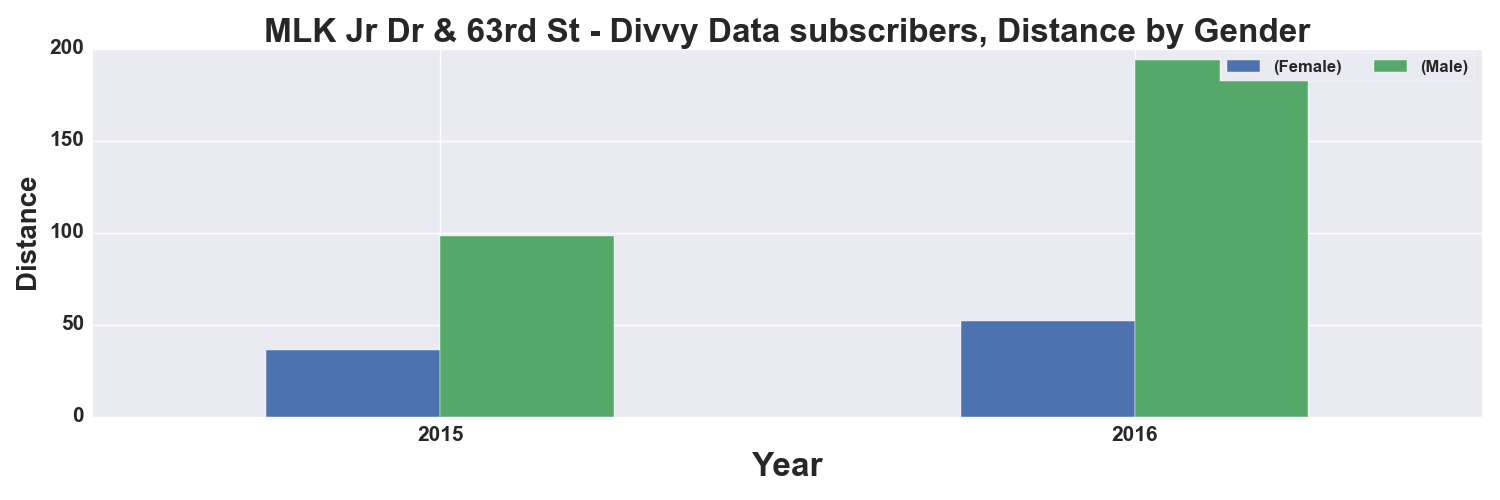 MLK Jr Dr & 63rd St - Divvy Data subscribers, Distance by Gender
(Female) (Male)
200
150
100
50
0
Distance
2015 2016
Year